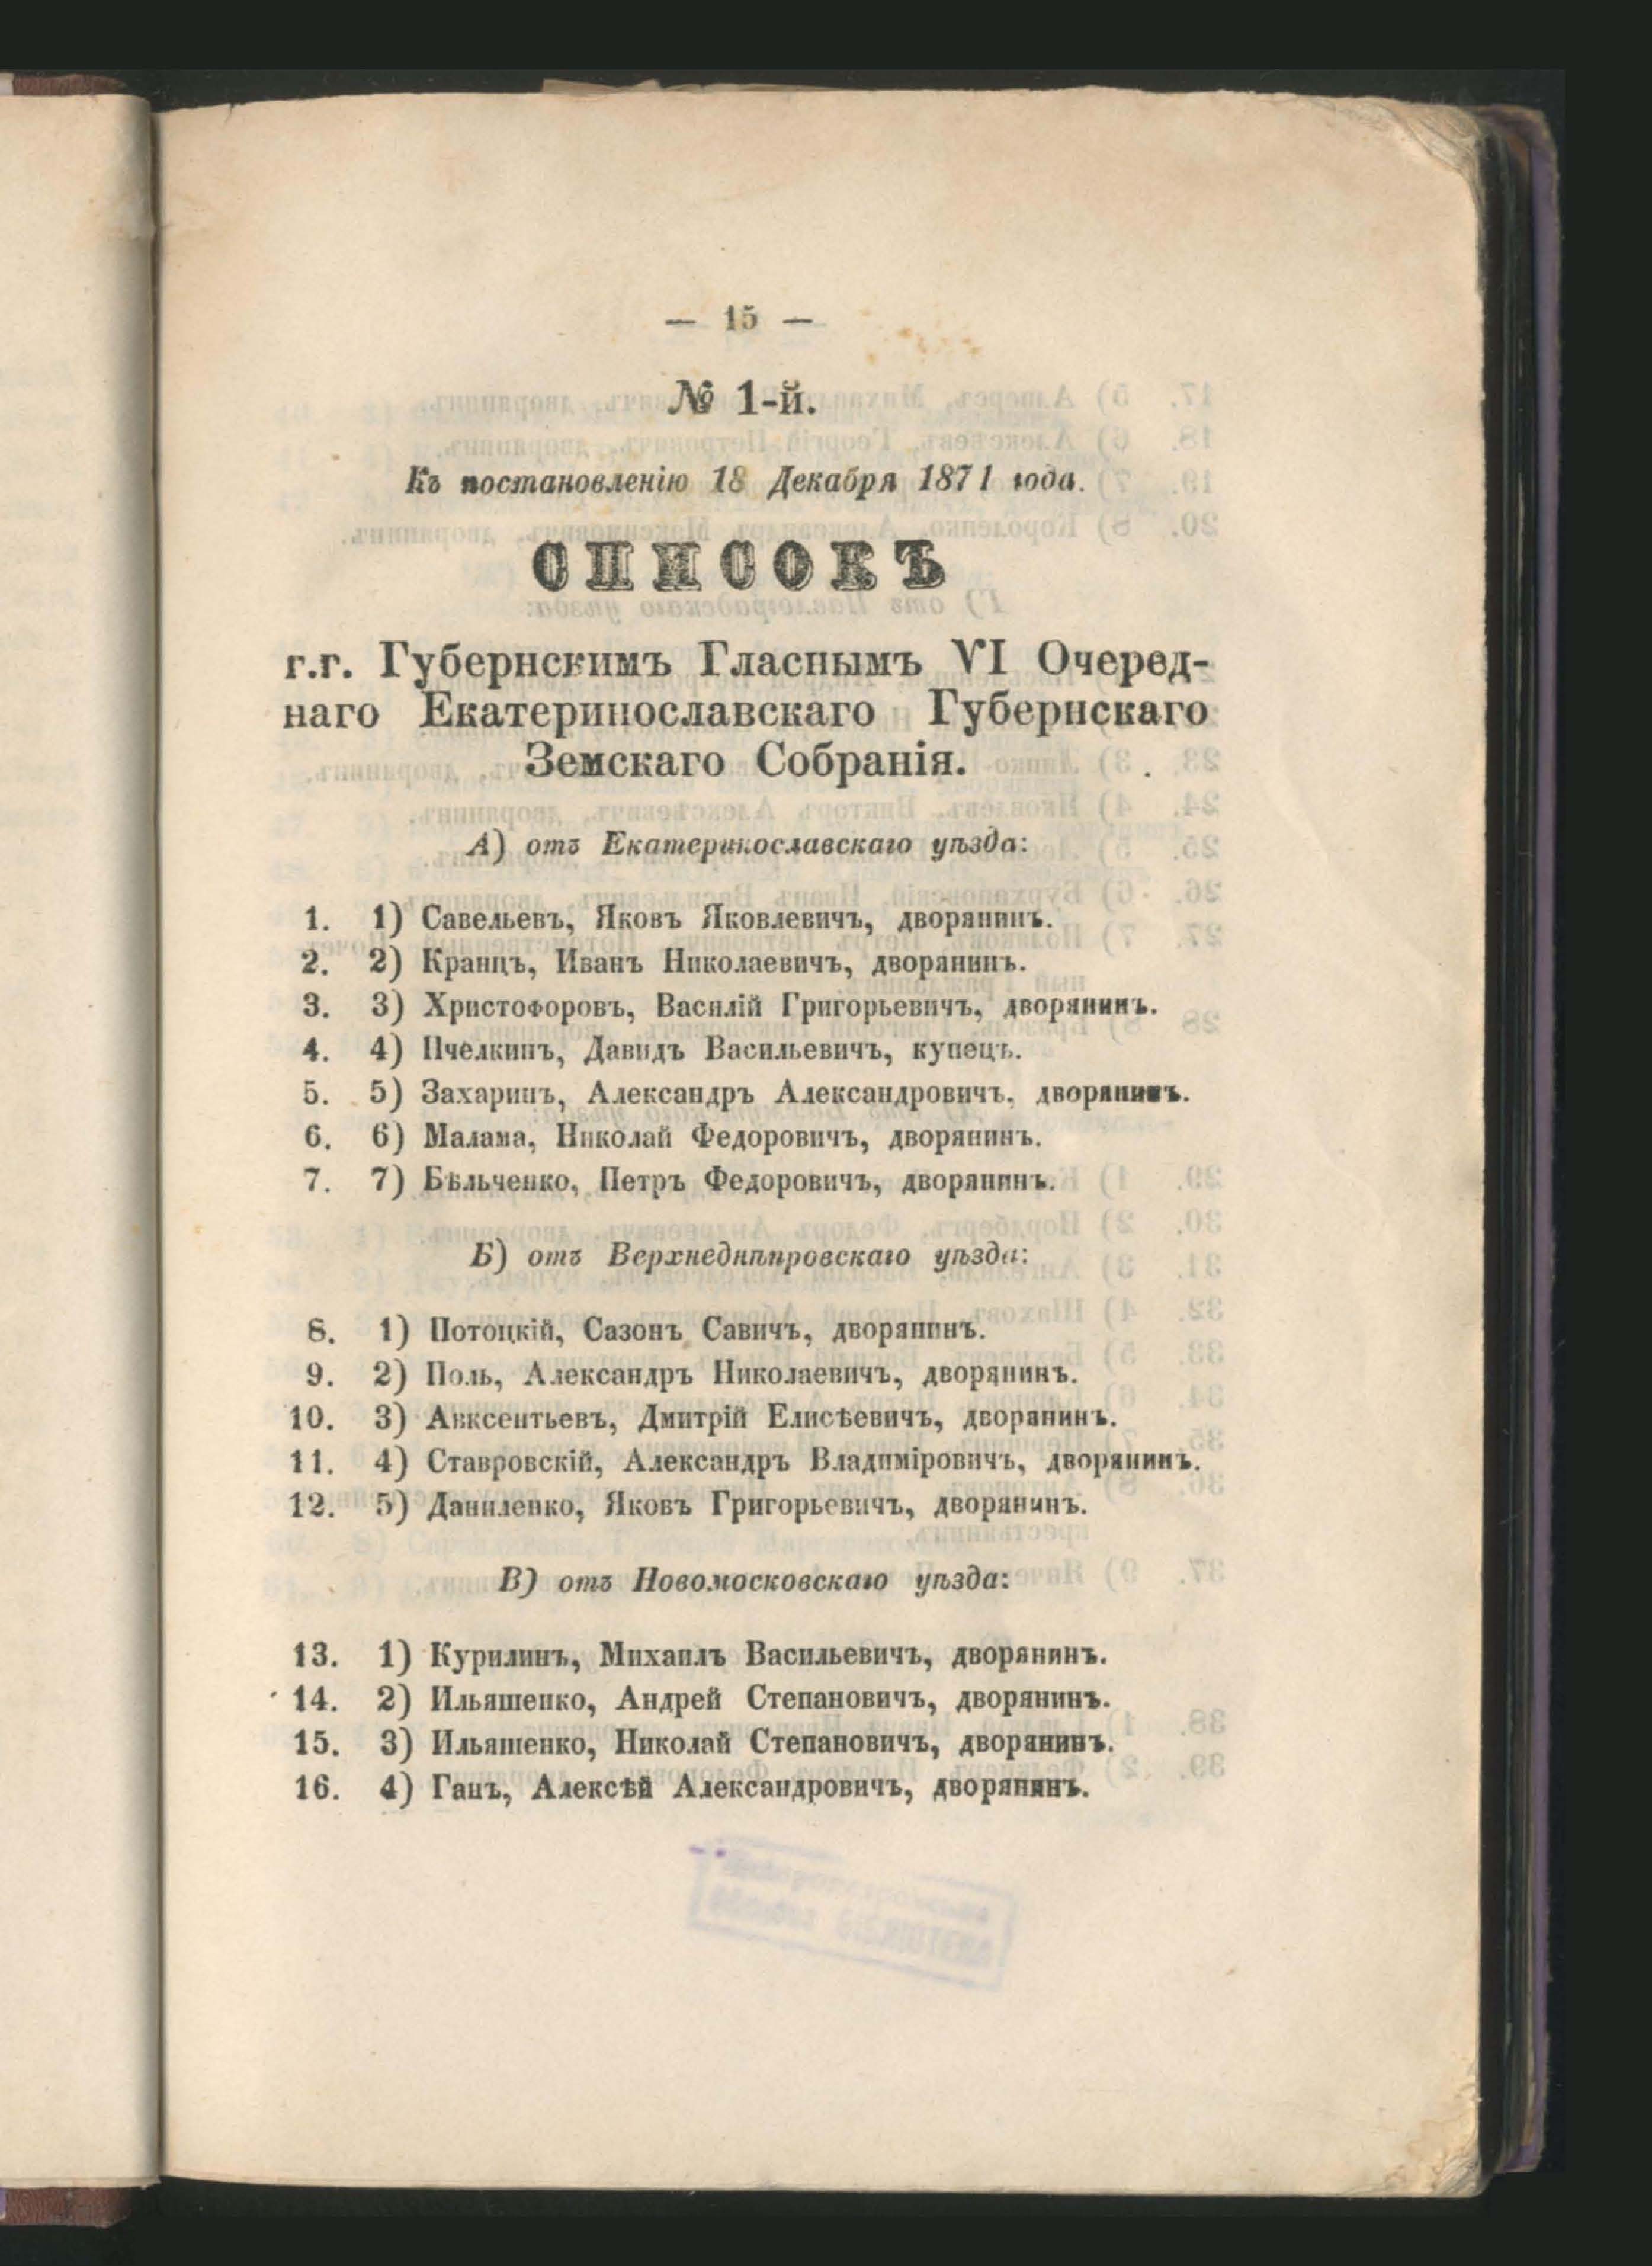 — 15 —
№ 1-й.
Къ постановленію 18 Декабря 1871 года.
СПИСОКЪ
г.г. Губернскимъ Гласнымъ VI Очеред-
наго Екатеринославскаго Губернскаго
Земскаго Собранія.
А) отъ Екатеринославскаго уѣзда:
1. 1) Савельевъ, Яковъ Яковлевичъ, дворянинъ.
2. 2) Кранцъ, Иванъ Николаевичъ, дворянинъ.
3. 3) Христофоровъ, Василій Григорьевичъ, дворянинъ.
4. 4) Пчелкинъ, Давидъ Васильевичъ, купецъ.
5. 5) Захаринъ, Александръ Александровичъ, дворянинъ.
6. 6) Малама, Николай Федоровичъ, дворянинъ.
7. 7) Бѣльченко, Петръ Федоровичъ, дворянинъ.
Б) отъ Верхнеднѣпровскаго уѣзда:
8. 1) Потоцкій, Сазонъ Савичъ, дворянинъ.
9. 2) Поль, Александръ Николаевичъ, дворянинъ.
10. 3) Авксентьевъ, Дмитрій Елисѣевичъ, дворянинъ.
11. 4) Ставровскій, Александръ Владиміровичъ, дворянинъ.
12. 5) Даниленко, Яковъ Григорьевичъ, дворянинъ.
В) отъ Новомосковскаго уѣзда:
13. 1) Курилинъ, Михаилъ Васильевичъ, дворянинъ.
14. 2) Ильяшенко, Андрей Степановичъ, дворянинъ.
15. 3) Ильяшенко, Николай Степановичъ, дворянинъ.
16. 4) Ганъ, Алексѣй Александровичъ, дворянинъ.